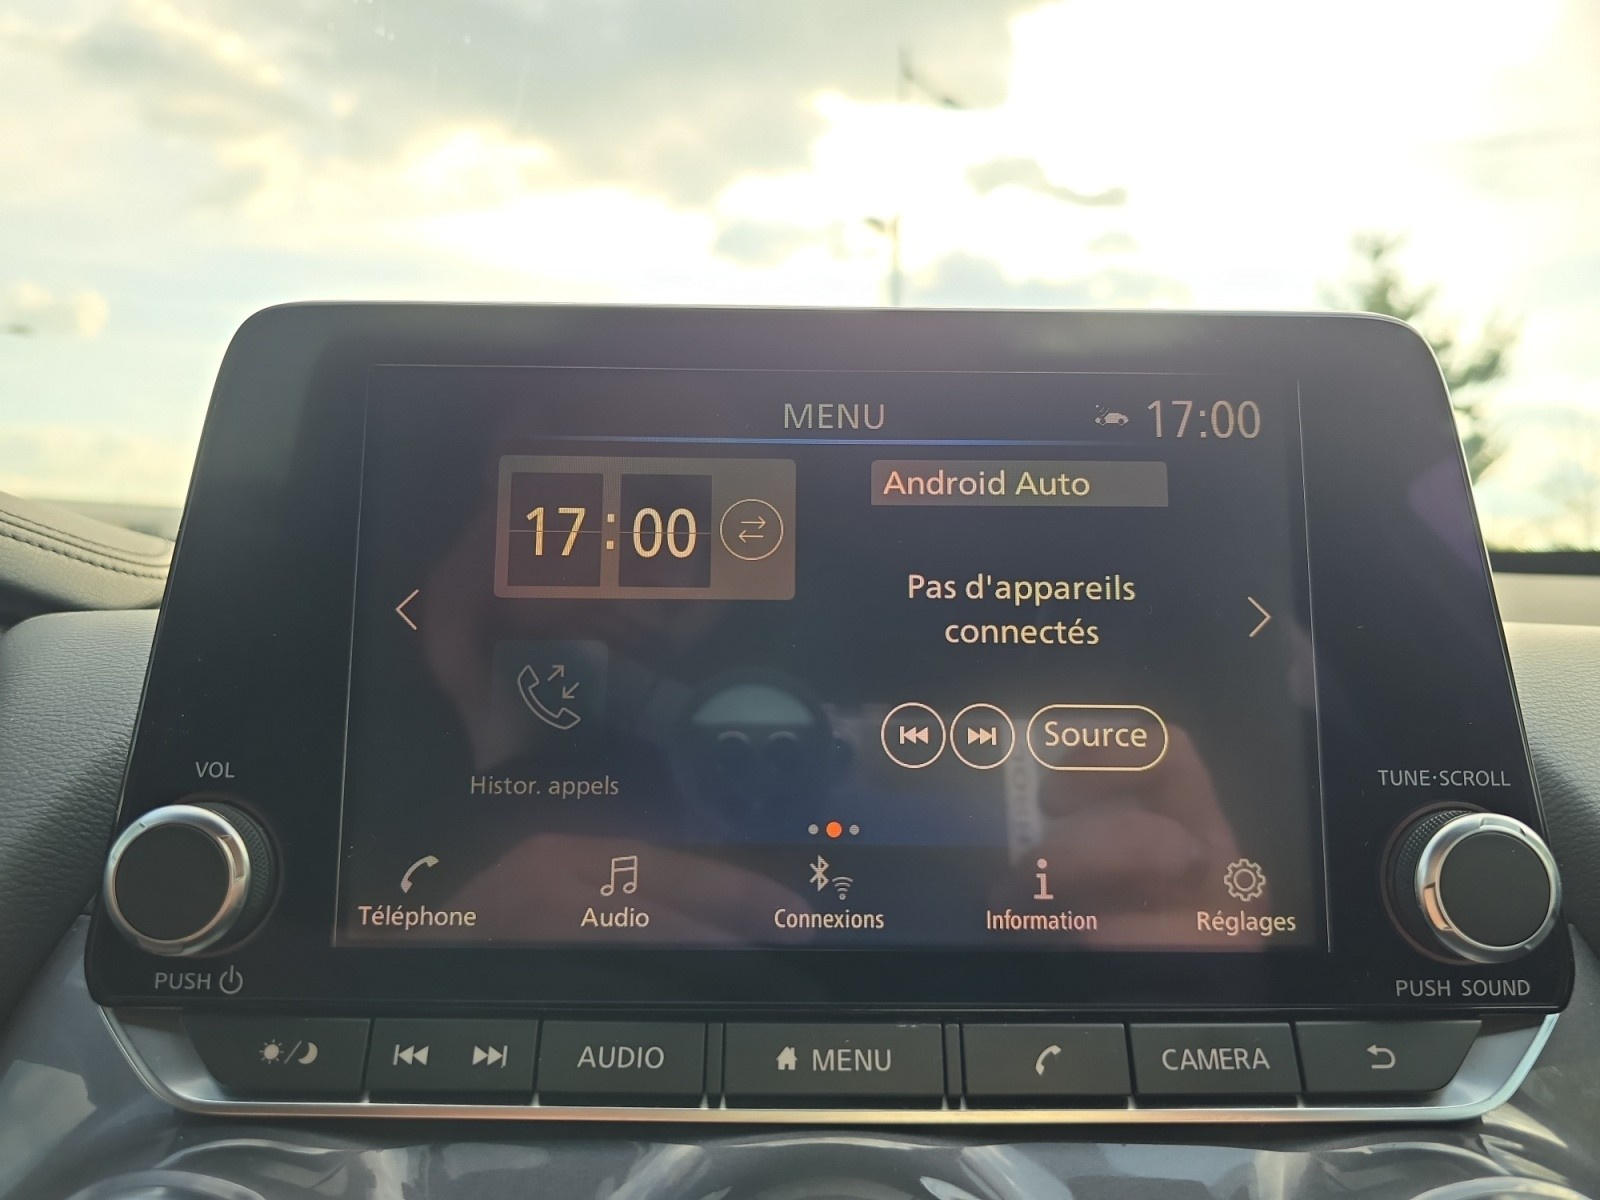 MENU
17:00
17:00
Android Auto
Pas d'appareils
connectés
Histor. appels
Source
Téléphone
Audio
Connexions
Information
Réglages
VOL
PUSH
TUNE·SCROLL
PUSH SOUND
AUDIO
MENU
CAMERA